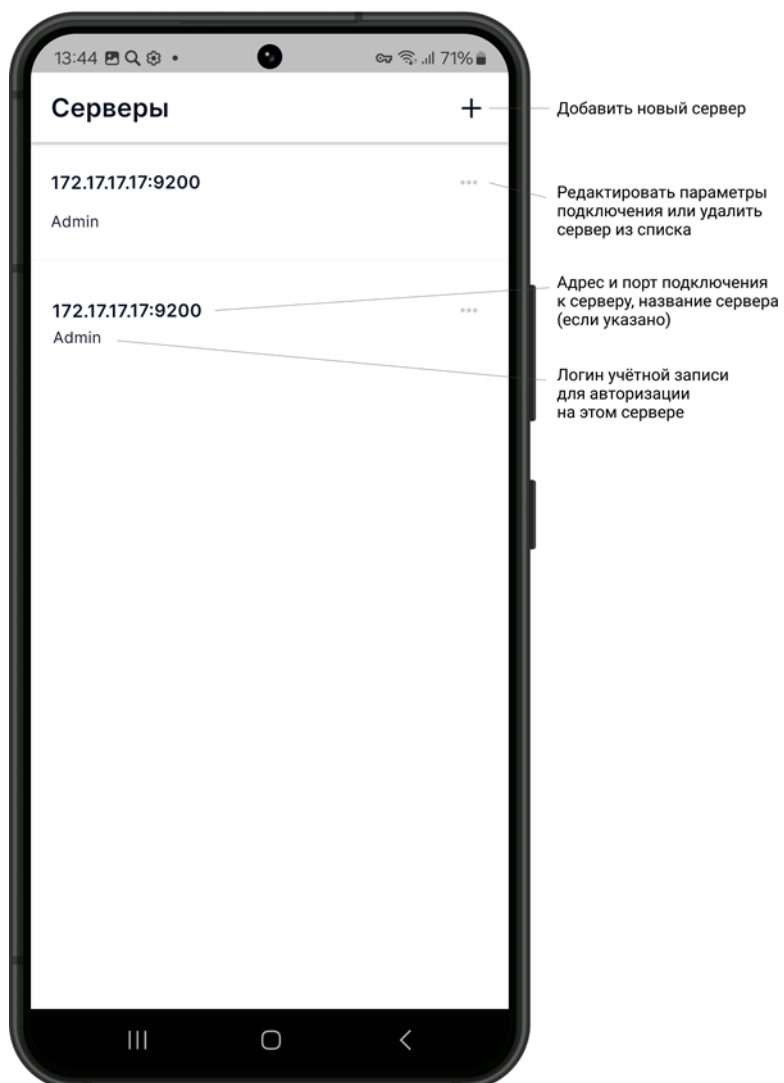 13:44 71%
Серверы +
Добавить новый сервер
172.17.17.17:9200
Admin
Редактировать параметры
подключения или удалить
сервер из списка
172.17.17.17:9200
Admin
Адрес и порт подключения
к серверу, название сервера
(если указано)
Логин учётной записи
для авторизации
на этом сервере